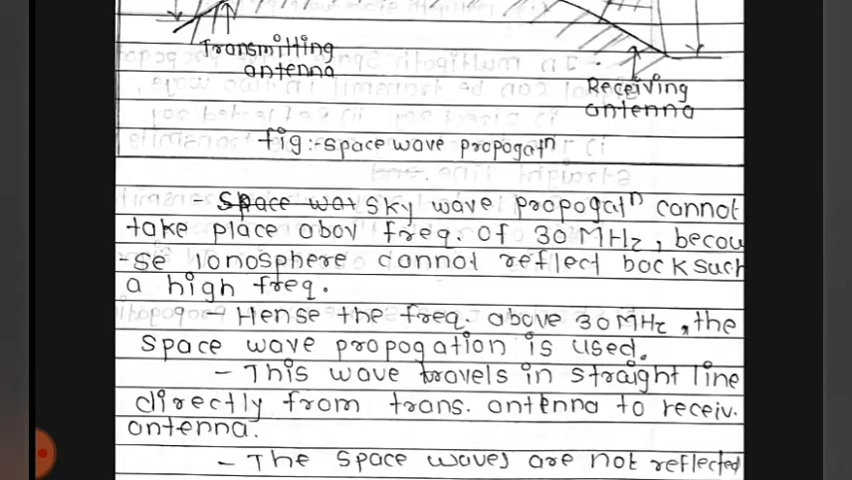 Transmitting
antenna
Receiving
antenna
fig:-space wave propogatn
- Space wav Sky wave propogatn cannot
take place abov freq. of 30 MHz, becou
-se ionosphere cannot reflect back such
a high freq.
- Hense the freq. above 30 MHz, the
space wave propogation is used.
- This wave travels in straight line
directly from trans. antenna to receiv.
antenna.
- The space waves are not reflected